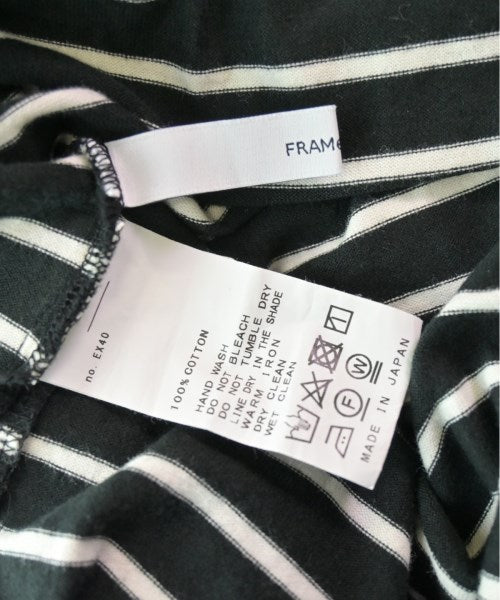 FRAMe
no. EX40
100% COTTON
HAND WASH
DO NOT BLEACH
DO NOT TUMBLE DRY
LINE DRY IN THE SHADE
WARM IRON
DRY CLEAN
WET CLEAN
F W
MADE IN JAPAN